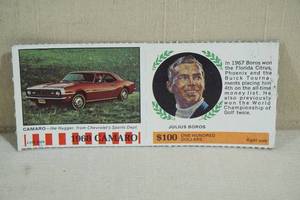 In 1967 Boros won
the Florida Citrus,
Phoenix and the
Buick Tourna-
ments placing him
4th on the all-time
money list. He
also previously
won the World
Championship of
Golf twice.
CAMARO—the Hugger, from Chevrolet's Sports Dept
1968 CAMARO
JULIUS BOROS
$100 ONE HUNDRED
DOLLARS
Right side